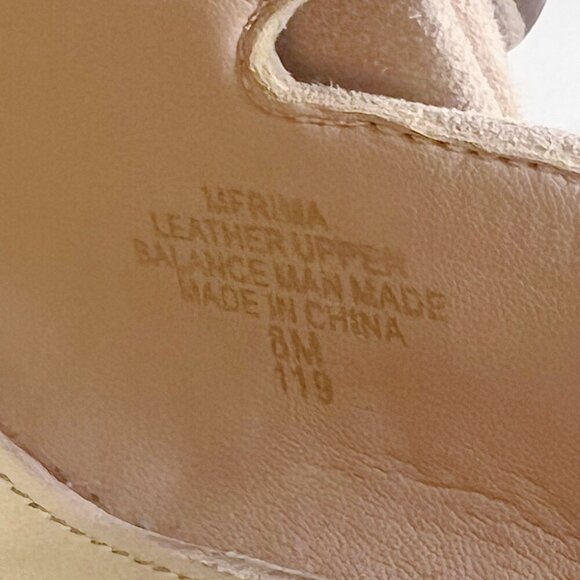 LEATHER UPPER
BALANCE MAN MADE
MADE IN CHINA
8M
119